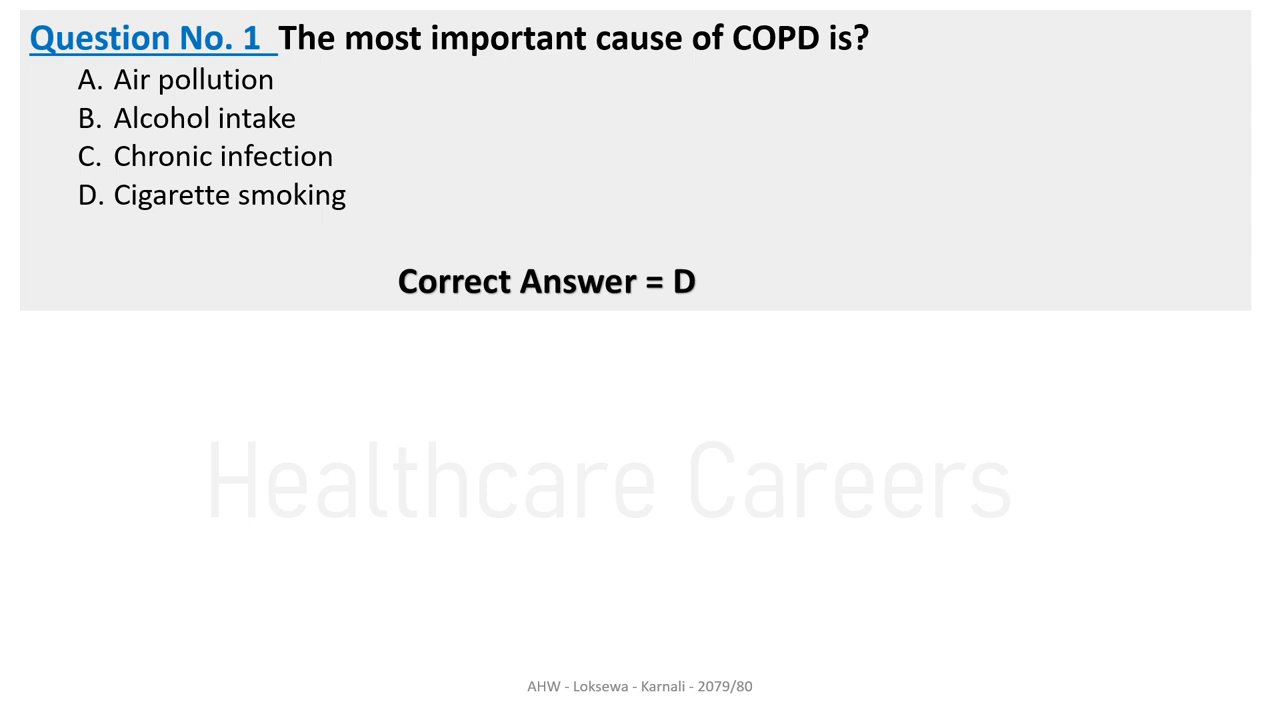 Question No. 1 The most important cause of COPD is?
A. Air pollution
B. Alcohol intake
C. Chronic infection
D. Cigarette smoking
Correct Answer = D
Healthcare Careers
AHW - Loksewa - Karnali - 2079/80